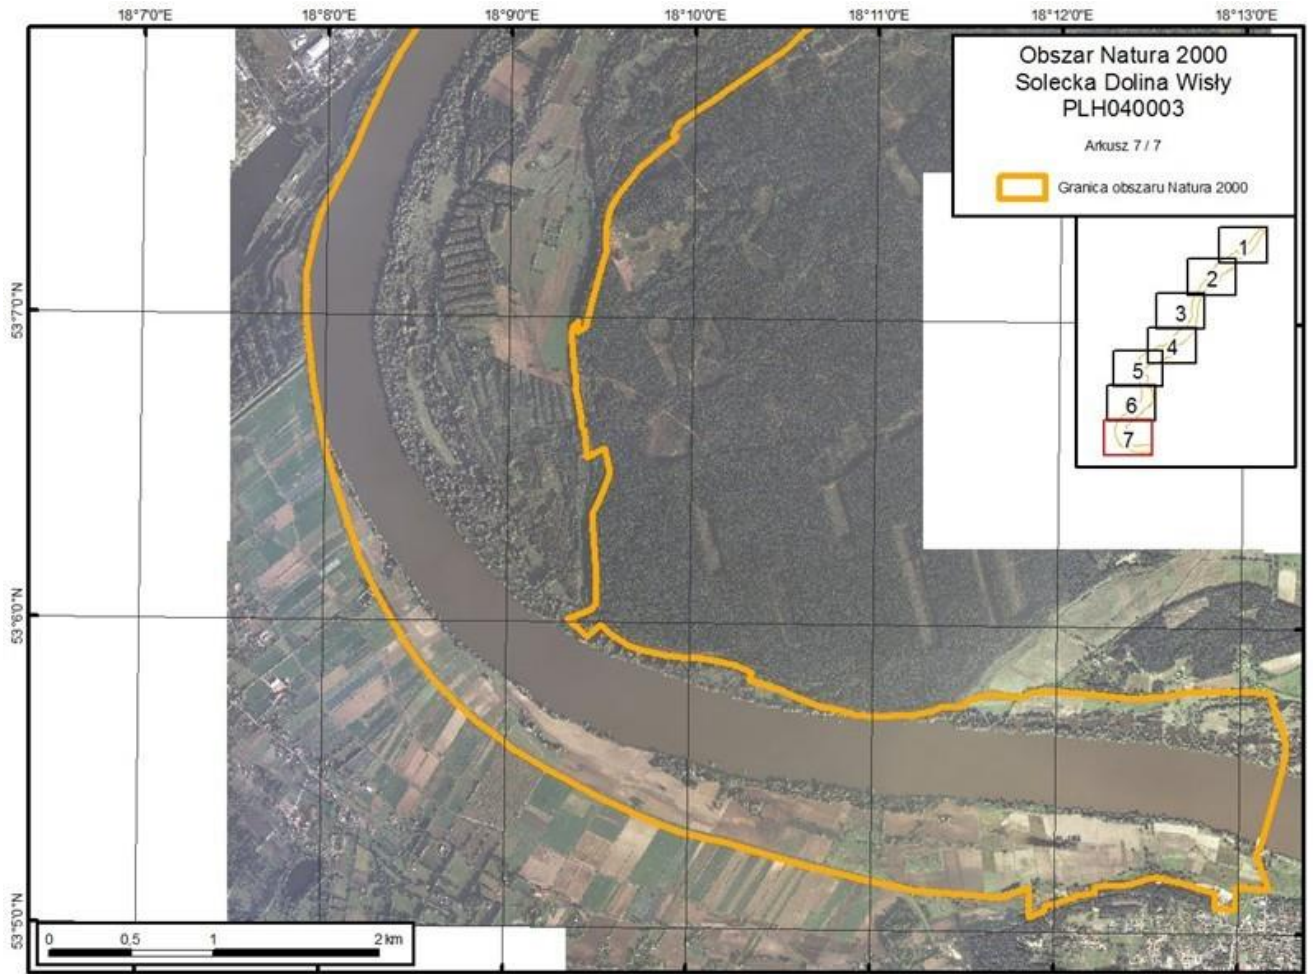 18°7'0"E 18°8'0"E 18°9'0"E 18°10'0"E 18°11'0"E 18°12'0"E 18°13'0"E
Obszar Natura 2000
Solecka Dolina Wisły
PLH040003
Arkusz 7 / 7
Granica obszaru Natura 2000
1
2
3
4
5
6
7
53°7'0"N
53°6'0"N
53°5'0"N
0 0,5 1 2 km